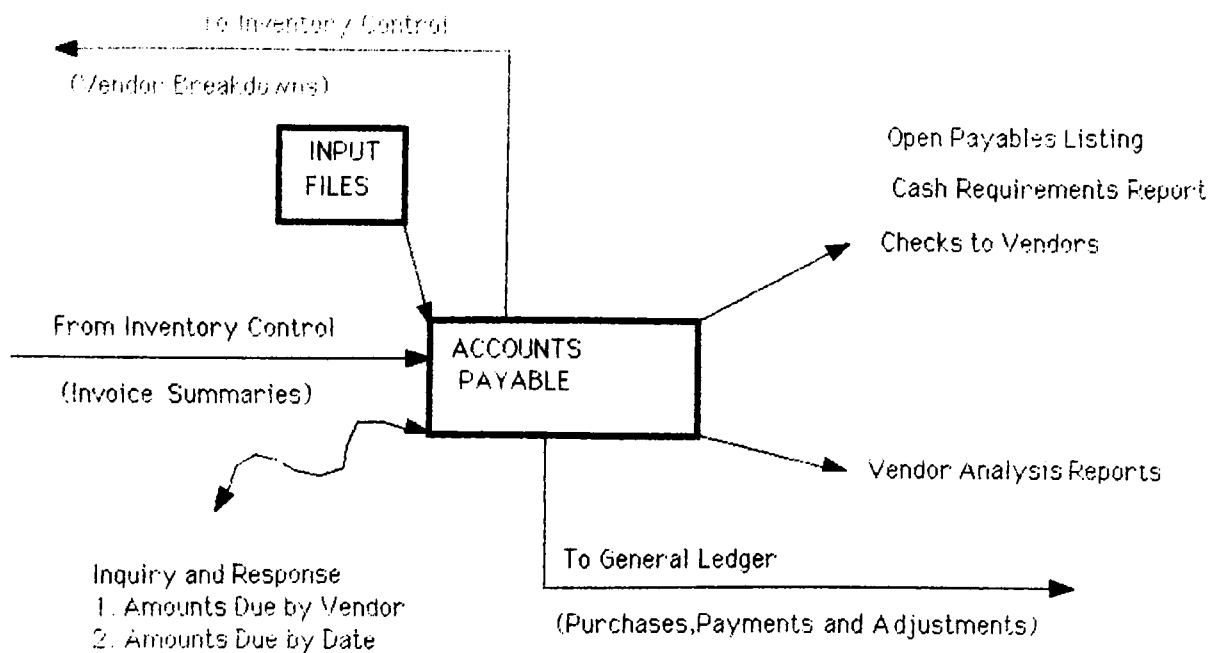 To Inventory Control
(Vendor Breakdowns)
INPUT
FILES
Open Payables Listing
Cash Requirements Report
Checks to Vendors
From Inventory Control
(Invoice Summaries)
ACCOUNTS
PAYABLE
Vendor Analysis Reports
To General Ledger
(Purchases,Payments and Adjustments)
Inquiry and Response
1. Amounts Due by Vendor
2. Amounts Due by Date